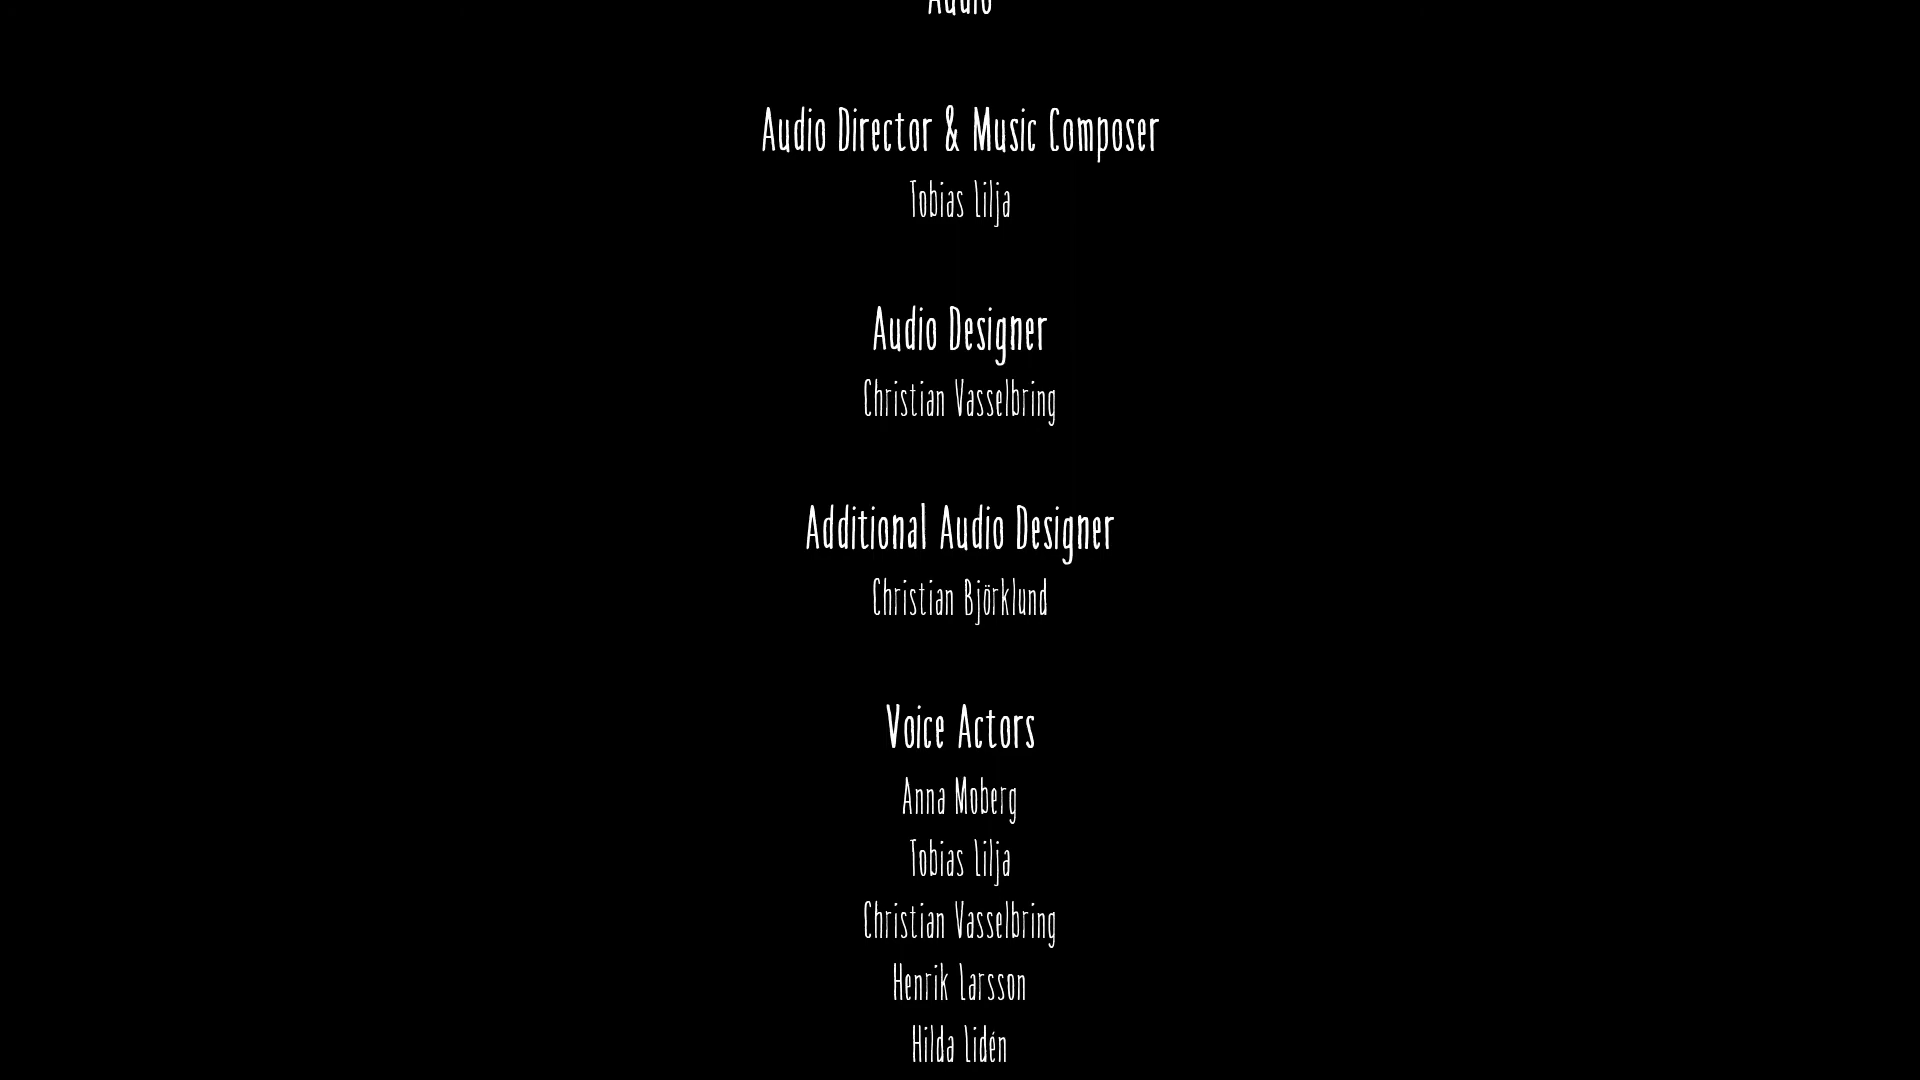 Audio
Audio Director & Music Composer
Tobias Lilja
Audio Designer
Christian Vasselbring
Additional Audio Designer
Christian Björklund
Voice Actors
Anna Moberg
Tobias Lilja
Christian Vasselbring
Henrik Larsson
Hilda Lidén